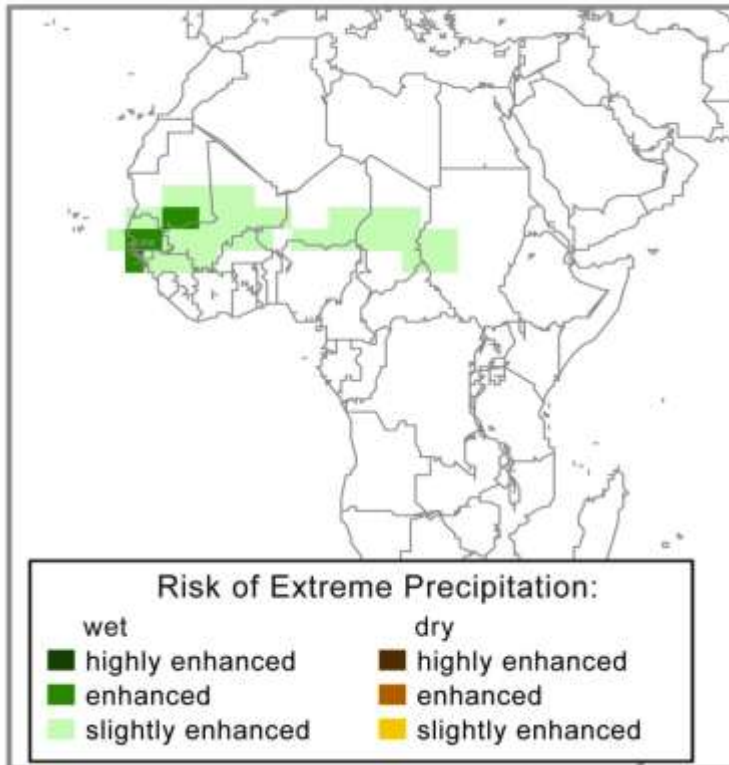 Risk of Extreme Precipitation:
wet
dry
highly enhanced
highly enhanced
enhanced
enhanced
slightly enhanced
slightly enhanced